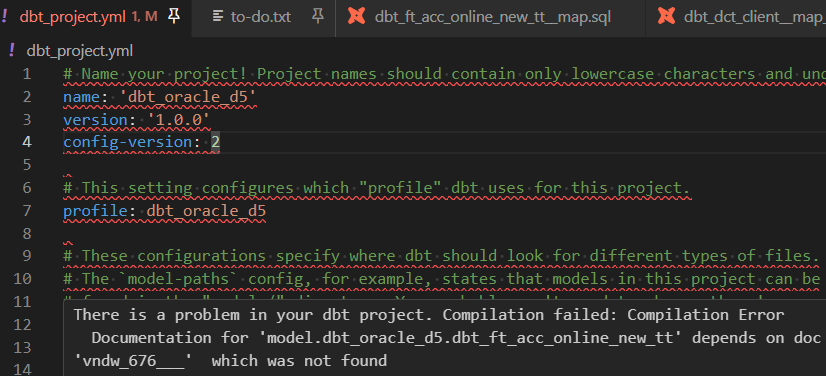 ! dbt_project.yml 1, M
to-do.txt
dbt_ft_acc_online_new_tt__map.sql
dbt_dct_client__map_
! dbt_project.yml
1 # Name your project! Project names should contain only lowercase characters and und
2 name: 'dbt_oracle_d5'
3 version: '1.0.0'
4 config-version: 2
5
6 # This setting configures which "profile" dbt uses for this project.
7 profile: dbt_oracle_d5
8
9 # These configurations specify where dbt should look for different types of files.
10 # The `model-paths` config, for example, states that models in this project can be
11
12
13
14
There is a problem in your dbt project. Compilation failed: Compilation Error
Documentation for 'model.dbt_oracle_d5.dbt_ft_acc_online_new_tt' depends on doc
'vndw_676___' which was not found